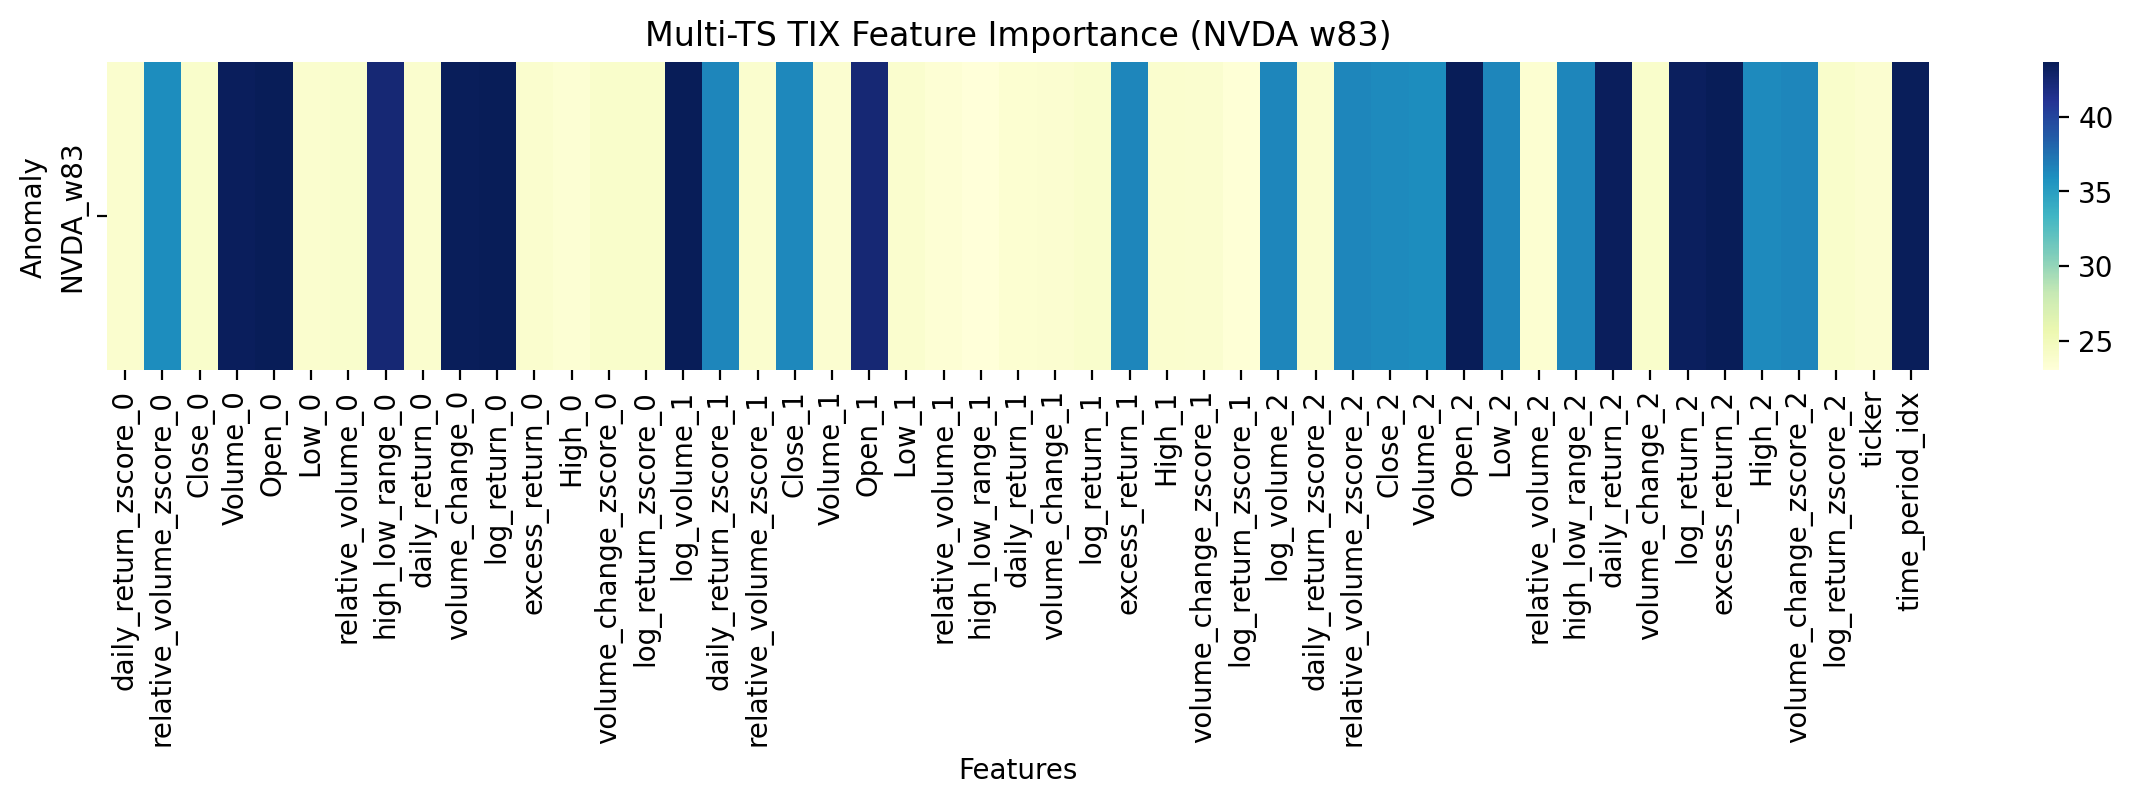 Multi-TS TIX Feature Importance (NVDA w83)
Anomaly
NVDA_w83
40
35
30
25
daily_return_zscore_0
relative_volume_zscore_0
Close_0
Volume_0
Open_0
Low_0
relative_volume_0
high_low_range_0
daily_return_0
volume_change_0
log_return_0
excess_return_0
High_0
volume_change_zscore_0
log_return_zscore_0
log_volume_1
daily_return_zscore_1
relative_volume_zscore_1
Close_1
Volume_1
Open_1
Low_1
relative_volume_1
high_low_range_1
daily_return_1
volume_change_1
log_return_1
excess_return_1
High_1
volume_change_zscore_1
log_return_zscore_1
log_volume_2
daily_return_zscore_2
relative_volume_zscore_2
Close_2
Volume_2
Open_2
Low_2
relative_volume_2
high_low_range_2
daily_return_2
volume_change_2
log_return_2
excess_return_2
High_2
volume_change_zscore_2
log_return_zscore_2
ticker
time_period_idx
Features